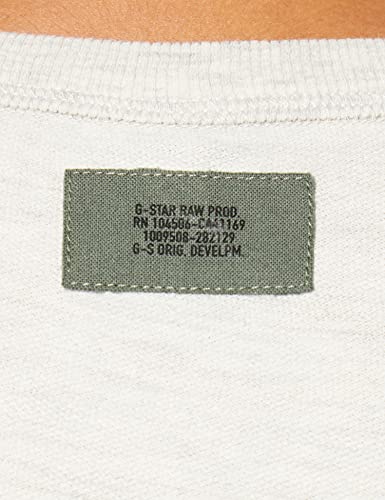 G-STAR RAW PROD.
RN 104506-CA41169
1009508-282129
G-S ORIG. DEVELPM.